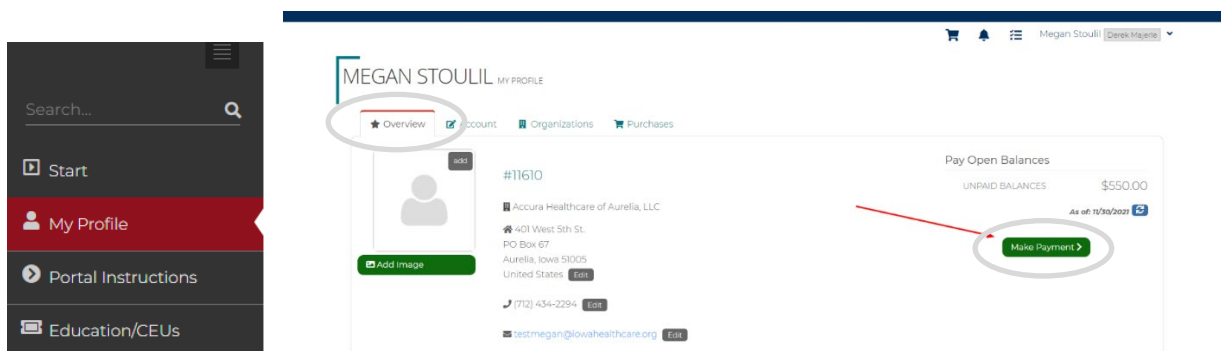 Search...
Start
My Profile
Portal Instructions
Education/CEUs
Megan Stoulil Derek Majerle
MEGAN STOULIL MY PROFILE
Overview Account Organizations Purchases
add
Add Image
#11610
Accura Healthcare of Aurelia, LLC
401 West 5th St.
PO Box 67
Aurelia, Iowa 51005
United States Edit
(712) 434-2294 Edit
testmegan@iowahealthcare.org Edit
Pay Open Balances
UNPAID BALANCES $550.00
As of: 11/30/2021
Make Payment